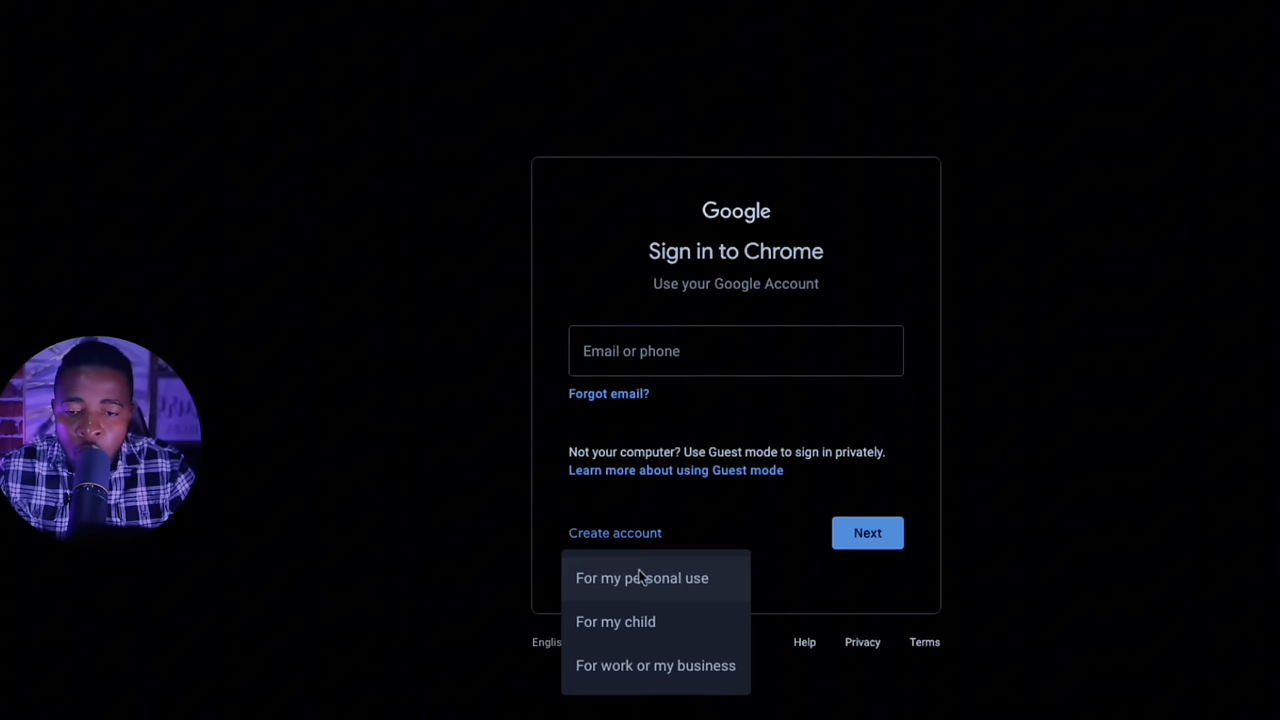 Google
Sign in to Chrome
Use your Google Account
Email or phone
Forgot email?
Not your computer? Use Guest mode to sign in privately.
Learn more about using Guest mode
Create account
Next
For my personal use
For my child
For work or my business
Englis
Help
Privacy
Terms